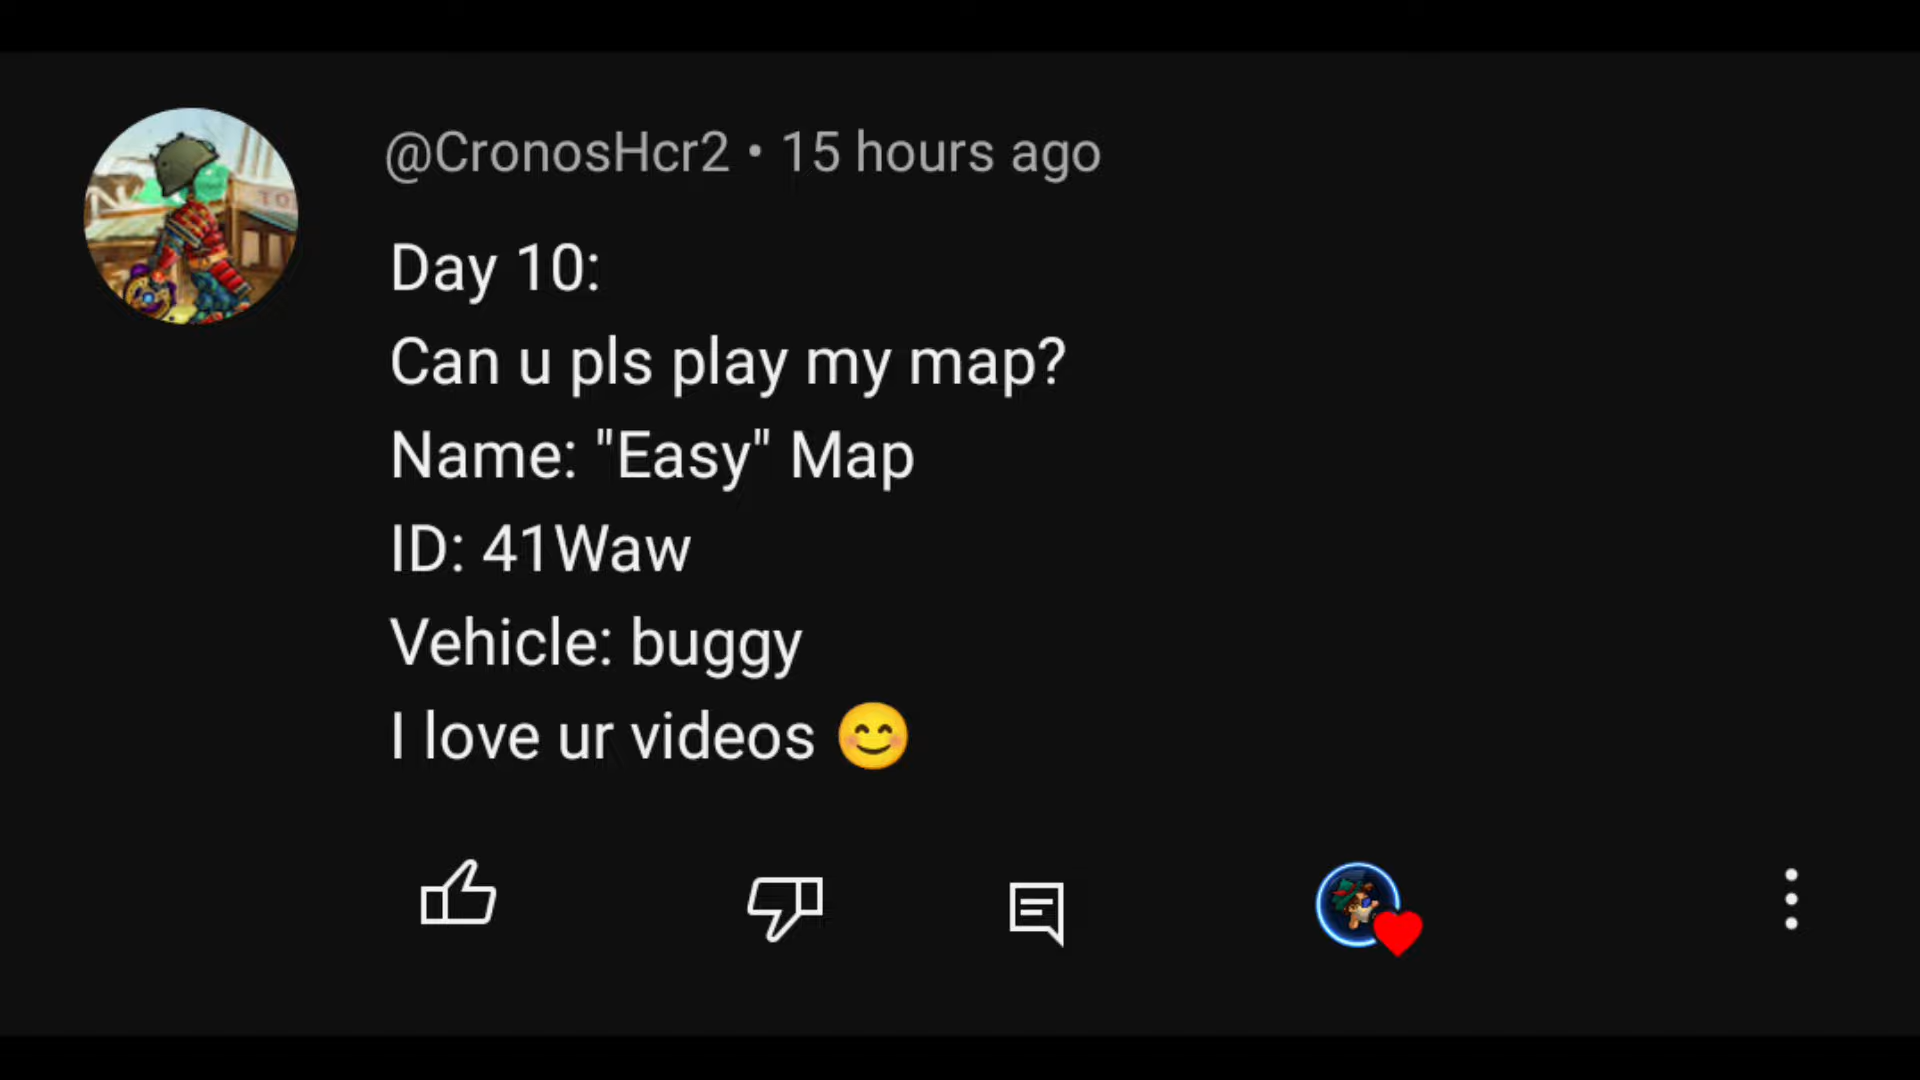 @CronosHcr2 • 15 hours ago
Day 10:
Can u pls play my map?
Name: "Easy" Map
ID: 41Waw
Vehicle: buggy
I love ur videos 😊